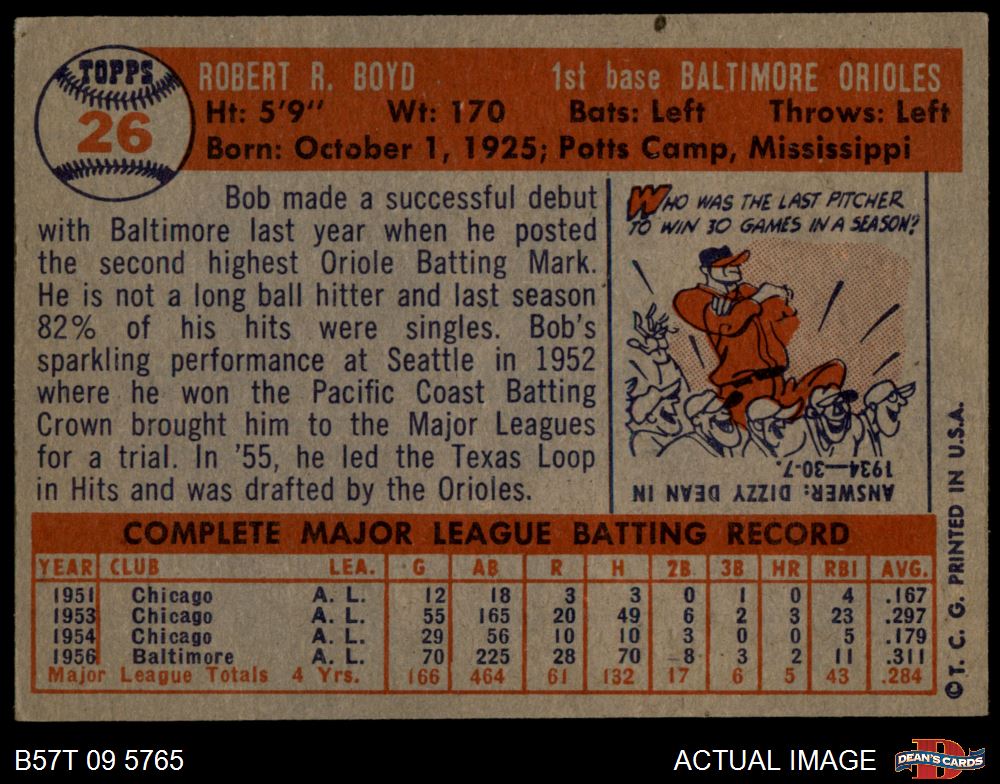 TOPPS
26
ROBERT R. BOYD 1st base BALTIMORE ORIOLES
Ht: 5'9" Wt: 170 Bats: Left Throws: Left
Born: October 1, 1925; Potts Camp, Mississippi
Bob made a successful debut
with Baltimore last year when he posted
the second highest Oriole Batting Mark.
He is not a long ball hitter and last season
82% of his hits were singles. Bob's
sparkling performance at Seattle in 1952
where he won the Pacific Coast Batting
Crown brought him to the Major Leagues
for a trial. In '55, he led the Texas Loop
in Hits and was drafted by the Orioles.
WHO WAS THE LAST PITCHER
TO WIN 30 GAMES IN A SEASON?
ANSWER: DIZZY DEAN IN
1934—30-7.
COMPLETE MAJOR LEAGUE BATTING RECORD
YEAR CLUB LEA. G AB R H 2B 3B HR RBI AVG.
1951 Chicago A. L. 12 18 3 3 0 1 0 4 .167
1953 Chicago A. L. 55 165 20 49 6 2 3 23 .297
1954 Chicago A. L. 29 56 10 10 3 0 0 5 .179
1956 Baltimore A. L. 70 225 28 70 8 3 2 11 .311
Major League Totals 4 Yrs. 166 464 61 132 17 6 5 43 .284
© T. C. G. PRINTED IN U.S.A.
B57T 09 5765 ACTUAL IMAGE
D
DEAN'S CARDS